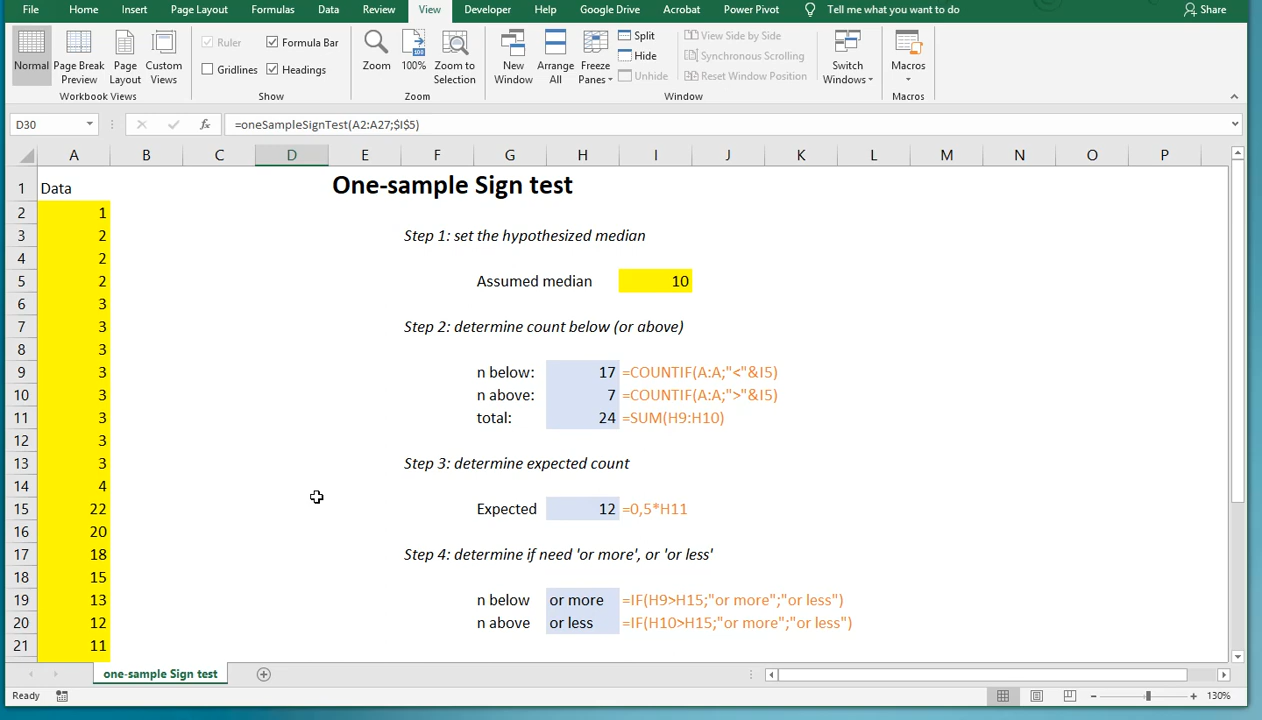 File Home Insert Page Layout Formulas Data Review View Developer Help Google Drive Acrobat Power Pivot Tell me what you want to do Share
Normal Page Break Preview Page Layout Custom Views
Ruler Formula Bar
Gridlines Headings
Zoom 100% Zoom to Selection
New Window Arrange All Freeze Panes
Split
Hide
Unhide
View Side by Side
Synchronous Scrolling
Reset Window Position
Switch Windows
Macros
Workbook Views Show Zoom Window Macros
D30 fx =oneSampleSignTest(A2:A27;$I$5)
A B C D E F G H I J K L M N O P
1 Data One-sample Sign test
2 1
3 2 Step 1: set the hypothesized median
4 2
5 2 Assumed median 10
6 3
7 3 Step 2: determine count below (or above)
8 3
9 3 n below: 17 =COUNTIF(A:A;"<"&I5)
10 3 n above: 7 =COUNTIF(A:A;">"&I5)
11 3 total: 24 =SUM(H9:H10)
12 3
13 3 Step 3: determine expected count
14 4
15 22 Expected 12 =0,5*H11
16 20
17 18 Step 4: determine if need 'or more', or 'or less'
18 15
19 13 n below or more =IF(H9>H15;"or more";"or less")
20 12 n above or less =IF(H10>H15;"or more";"or less")
21 11
one-sample Sign test
Ready 130%